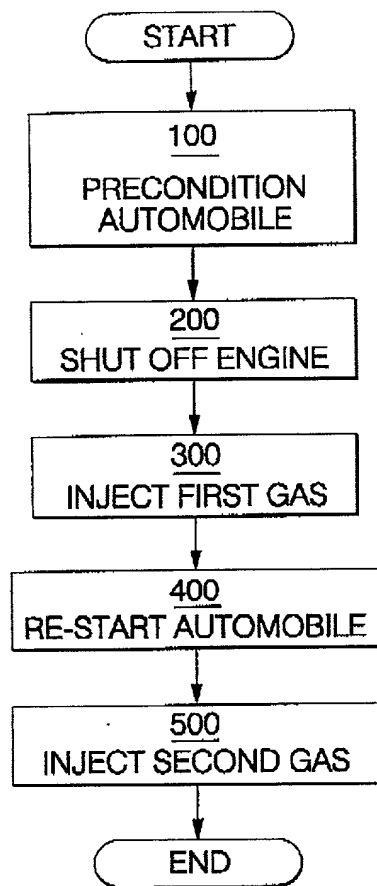 START
100
PRECONDITION
AUTOMOBILE
200
SHUT OFF ENGINE
300
INJECT FIRST GAS
400
RE-START AUTOMOBILE
500
INJECT SECOND GAS
END